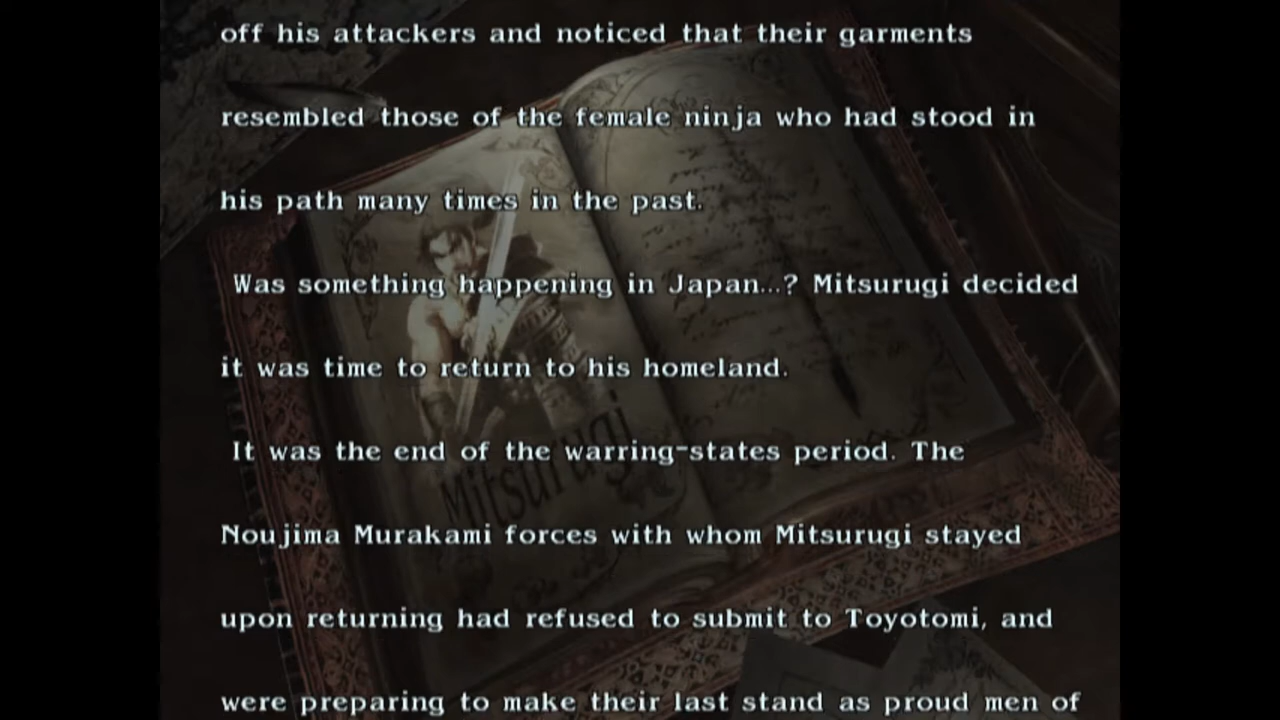 off his attackers and noticed that their garments
resembled those of the female ninja who had stood in
his path many times in the past.
Was something happening in Japan...? Mitsurugi decided
it was time to return to his homeland.
It was the end of the warring-states period. The
Noujima Murakami forces with whom Mitsurugi stayed
upon returning had refused to submit to Toyotomi, and
were preparing to make their last stand as proud men of
Mitsurugi